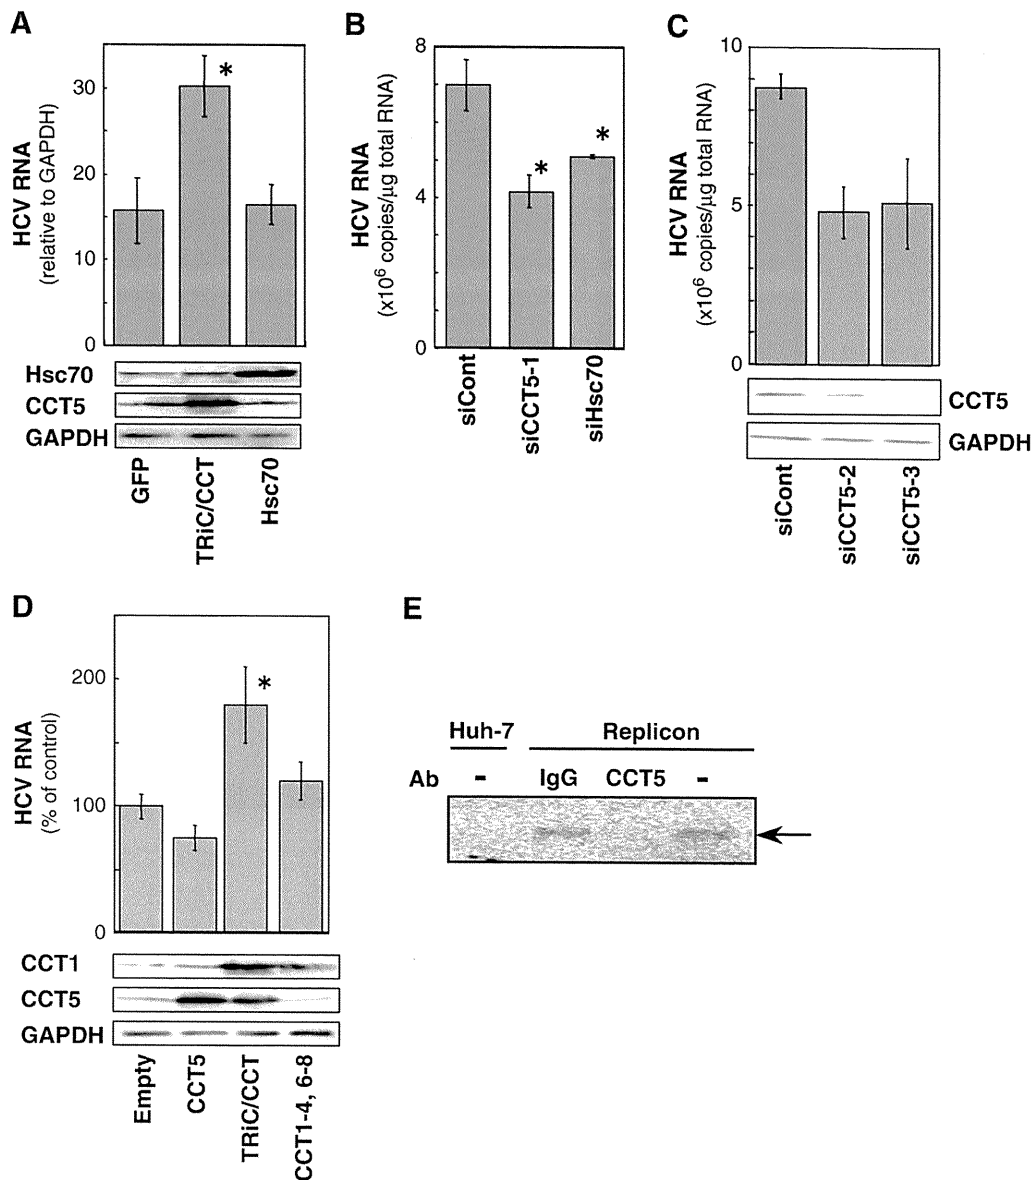 A
HCV RNA
(relative to GAPDH)
30
20
10
0
*
Hsc70
CCT5
GAPDH
GFP
TRiC/CCT
Hsc70
B
HCV RNA
(x10⁶ copies/µg total RNA)
8
4
0
*
*
siCont
siCCT5-1
siHsc70
C
HCV RNA
(x10⁶ copies/µg total RNA)
10
5
0
CCT5
GAPDH
siCont
siCCT5-2
siCCT5-3
D
HCV RNA
(% of control)
200
100
0
*
CCT1
CCT5
GAPDH
Empty
CCT5
TRiC/CCT
CCT1-4, 6-8
E
Huh-7 Replicon
Ab - IgG CCT5 -